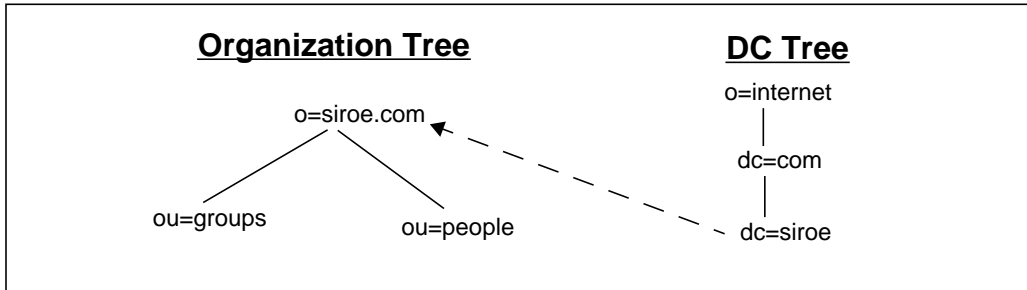 Organization Tree
o=siroe.com
ou=groups
ou=people
DC Tree
o=internet
dc=com
dc=siroe